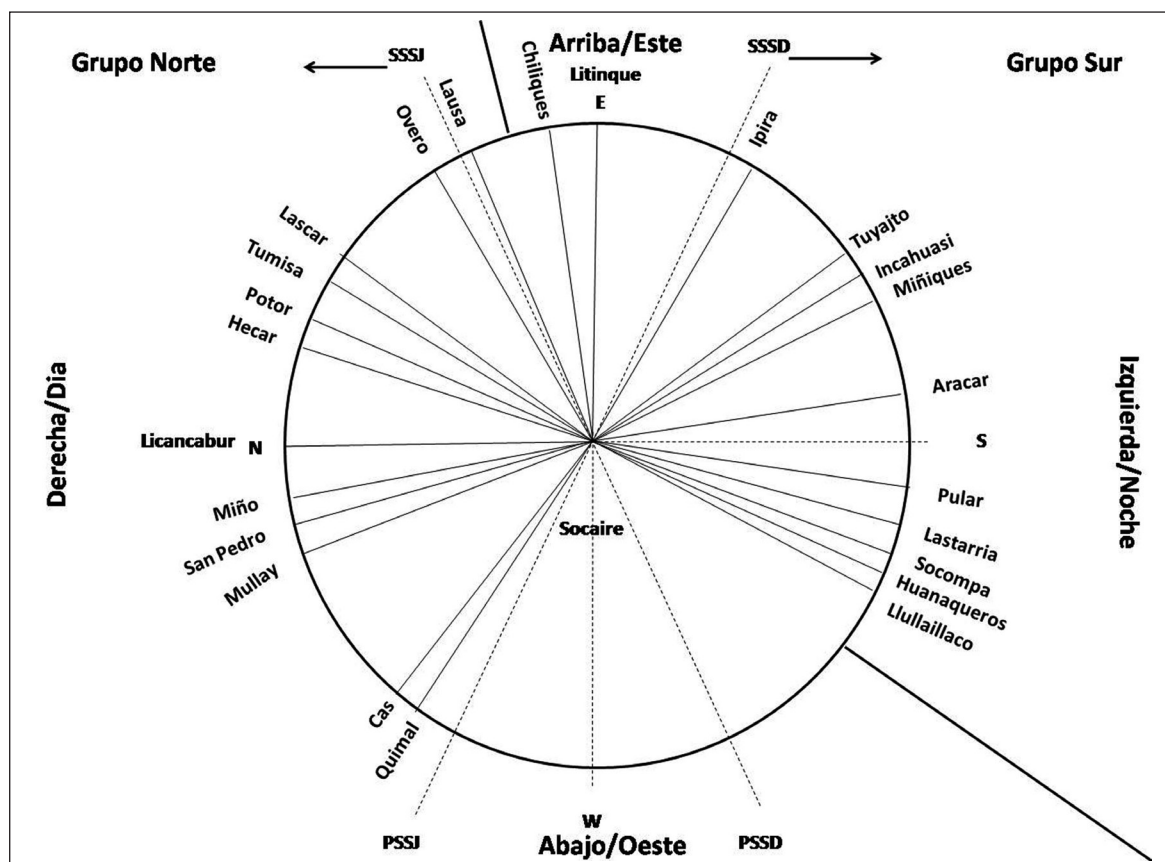 Arriba/Este
SSSJ
SSSD
Grupo Norte
Grupo Sur
Litinque
E
Chiliques
Lausa
Overo
Ipira
Lascar
Tuyajto
Tumisa
Incahuasi
Miñiques
Potor
Hecar
Aracar
Derecha/Dia
Izquierda/Noche
Licancabur
N
S
Miño
Pular
San Pedro
Socaire
Lastarria
Mullay
Socompa
Huanaqueros
Llullaillaco
Cas
Quimal
PSSJ
W
PSSD
Abajo/Oeste